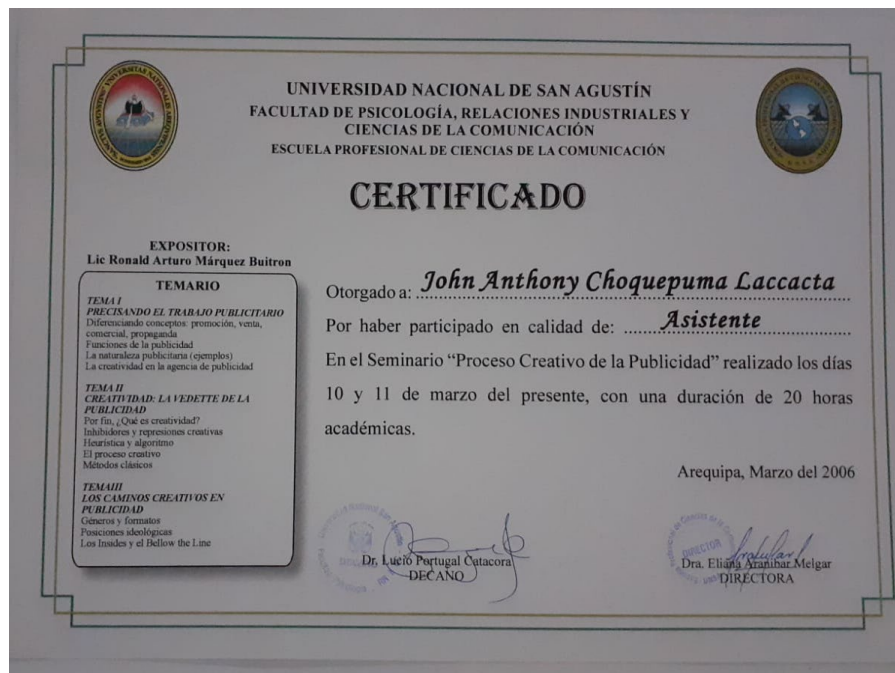 UNIVERSIDAD NACIONAL DE SAN AGUSTÍN
FACULTAD DE PSICOLOGÍA, RELACIONES INDUSTRIALES Y
CIENCIAS DE LA COMUNICACIÓN
ESCUELA PROFESIONAL DE CIENCIAS DE LA COMUNICACIÓN
CERTIFICADO
EXPOSITOR:
Lic Ronald Arturo Márquez Buitron
TEMARIO
TEMA I
PRECISANDO EL TRABAJO PUBLICITARIO
Diferenciando conceptos: promoción, venta,
comercial, propaganda
Funciones de la publicidad
La naturaleza publicitaria (ejemplos)
La creatividad en la agencia de publicidad
TEMA II
CREATIVIDAD: LA VEDETTE DE LA
PUBLICIDAD
Por fin, ¿Qué es creatividad?
Inhibidores y represiones creativas
Heurística y algoritmo
El proceso creativo
Métodos clásicos
TEMAIII
LOS CAMINOS CREATIVOS EN
PUBLICIDAD
Géneros y formatos
Posiciones ideológicas
Los Insides y el Bellow the Line
Otorgado a: John Anthony Choquepuma Laccacta
Por haber participado en calidad de: Asistente
En el Seminario “Proceso Creativo de la Publicidad” realizado los días
10 y 11 de marzo del presente, con una duración de 20 horas
académicas.
Arequipa, Marzo del 2006
Dr. Lucio Portugal Catacora
DECANO
DIRECTOR
Dra. Eliana Aranibar Melgar
DIRECTORA